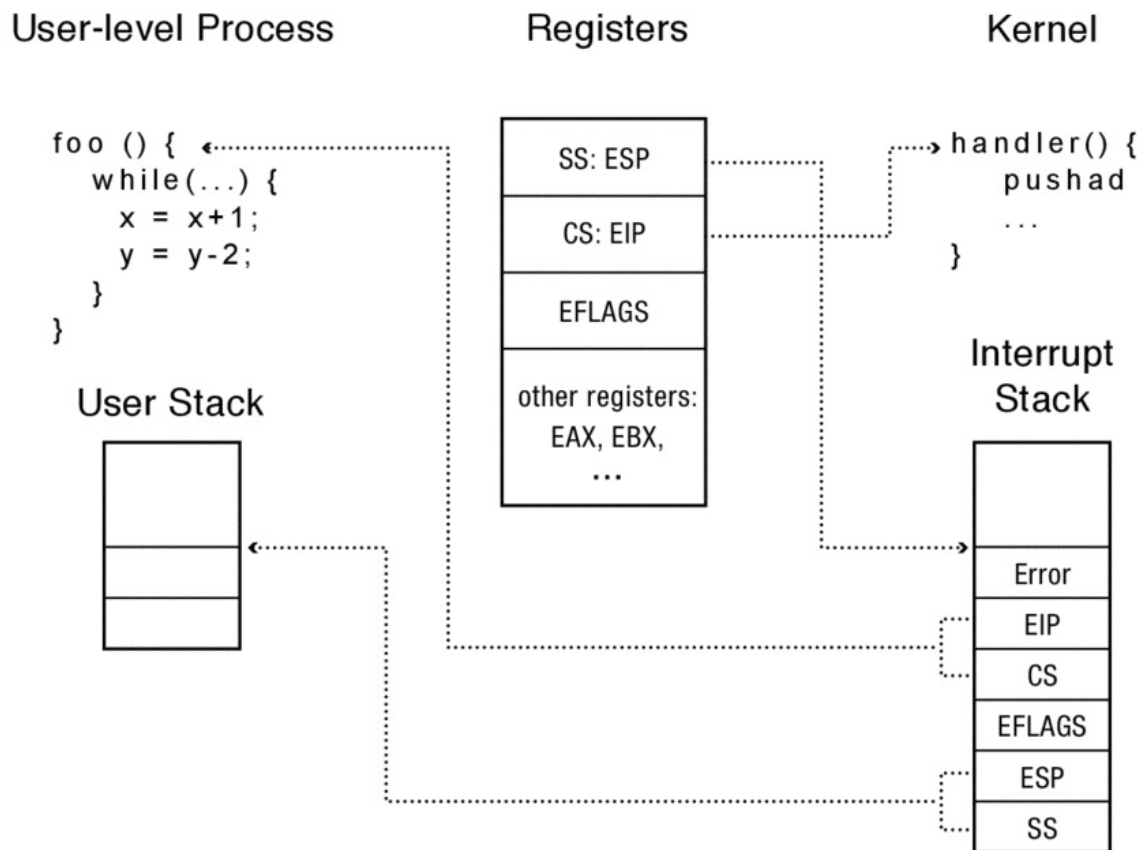 User-level Process
Registers
Kernel
foo () {
while(...) {
x = x+1;
y = y-2;
}
}
SS: ESP
CS: EIP
EFLAGS
other registers:
EAX, EBX,
...
handler() {
pushad
...
}
User Stack
Interrupt
Stack
Error
EIP
CS
EFLAGS
ESP
SS